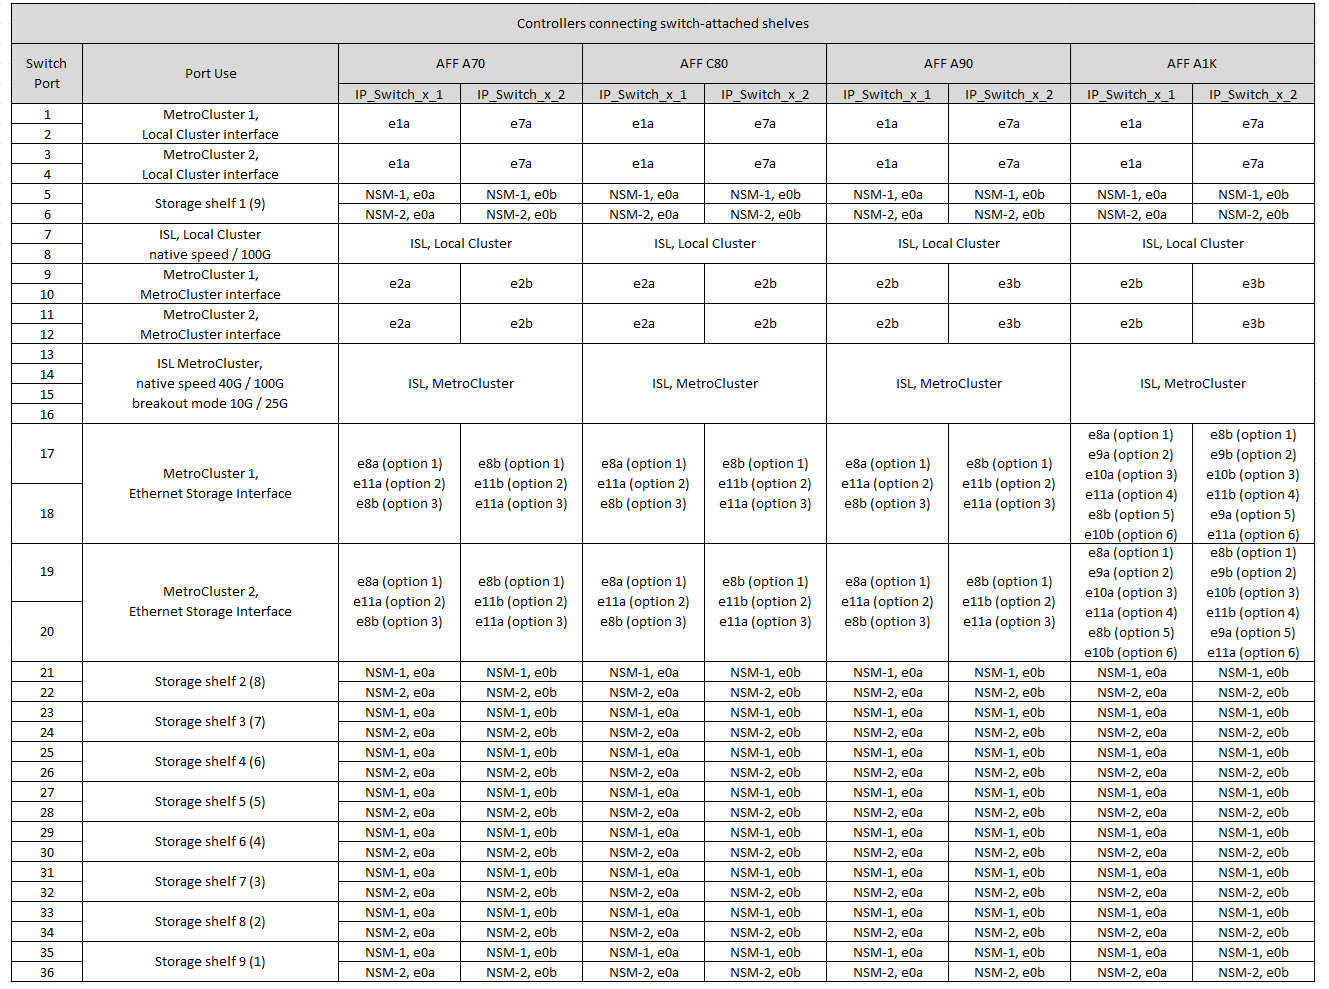 Controllers connecting switch-attached shelves
Switch Port | Port Use | AFF A70 | AFF C80 | AFF A90 | AFF A1K
IP_Switch_x_1 | IP_Switch_x_2 | IP_Switch_x_1 | IP_Switch_x_2 | IP_Switch_x_1 | IP_Switch_x_2 | IP_Switch_x_1 | IP_Switch_x_2
1
2
MetroCluster 1,
Local Cluster interface
e1a | e7a | e1a | e7a | e1a | e7a | e1a | e7a
3
4
MetroCluster 2,
Local Cluster interface
e1a | e7a | e1a | e7a | e1a | e7a | e1a | e7a
Storage shelf 1 (9)
5 | NSM-1, e0a | NSM-1, e0b | NSM-1, e0a | NSM-1, e0b | NSM-1, e0a | NSM-1, e0b | NSM-1, e0a | NSM-1, e0b
6 | NSM-2, e0a | NSM-2, e0b | NSM-2, e0a | NSM-2, e0b | NSM-2, e0a | NSM-2, e0b | NSM-2, e0a | NSM-2, e0b
7
8
ISL, Local Cluster
native speed / 100G
ISL, Local Cluster | ISL, Local Cluster | ISL, Local Cluster | ISL, Local Cluster
9
10
MetroCluster 1,
MetroCluster interface
e2a | e2b | e2a | e2b | e2b | e3b | e2b | e3b
11
12
MetroCluster 2,
MetroCluster interface
e2a | e2b | e2a | e2b | e2b | e3b | e2b | e3b
13
14
15
16
ISL MetroCluster,
native speed 40G / 100G
breakout mode 10G / 25G
ISL, MetroCluster | ISL, MetroCluster | ISL, MetroCluster | ISL, MetroCluster
17
18
MetroCluster 1,
Ethernet Storage Interface
e8a (option 1) | e8b (option 1) | e8a (option 1) | e8b (option 1) | e8a (option 1) | e8b (option 1)
e11a (option 2) | e11b (option 2) | e11a (option 2) | e11b (option 2) | e11a (option 2) | e11b (option 2)
e8b (option 3) | e11a (option 3) | e8b (option 3) | e11a (option 3) | e8b (option 3) | e11a (option 3)
e8a (option 1) | e8b (option 1)
e9a (option 2) | e9b (option 2)
e10a (option 3) | e10b (option 3)
e11a (option 4) | e11b (option 4)
e8b (option 5) | e9a (option 5)
e10b (option 6) | e11a (option 6)
19
20
MetroCluster 2,
Ethernet Storage Interface
e8a (option 1) | e8b (option 1) | e8a (option 1) | e8b (option 1) | e8a (option 1) | e8b (option 1)
e11a (option 2) | e11b (option 2) | e11a (option 2) | e11b (option 2) | e11a (option 2) | e11b (option 2)
e8b (option 3) | e11a (option 3) | e8b (option 3) | e11a (option 3) | e8b (option 3) | e11a (option 3)
e8a (option 1) | e8b (option 1)
e9a (option 2) | e9b (option 2)
e10a (option 3) | e10b (option 3)
e11a (option 4) | e11b (option 4)
e8b (option 5) | e9a (option 5)
e10b (option 6) | e11a (option 6)
Storage shelf 2 (8)
21 | NSM-1, e0a | NSM-1, e0b | NSM-1, e0a | NSM-1, e0b | NSM-1, e0a | NSM-1, e0b | NSM-1, e0a | NSM-1, e0b
22 | NSM-2, e0a | NSM-2, e0b | NSM-2, e0a | NSM-2, e0b | NSM-2, e0a | NSM-2, e0b | NSM-2, e0a | NSM-2, e0b
Storage shelf 3 (7)
23 | NSM-1, e0a | NSM-1, e0b | NSM-1, e0a | NSM-1, e0b | NSM-1, e0a | NSM-1, e0b | NSM-1, e0a | NSM-1, e0b
24 | NSM-2, e0a | NSM-2, e0b | NSM-2, e0a | NSM-2, e0b | NSM-2, e0a | NSM-2, e0b | NSM-2, e0a | NSM-2, e0b
Storage shelf 4 (6)
25 | NSM-1, e0a | NSM-1, e0b | NSM-1, e0a | NSM-1, e0b | NSM-1, e0a | NSM-1, e0b | NSM-1, e0a | NSM-1, e0b
26 | NSM-2, e0a | NSM-2, e0b | NSM-2, e0a | NSM-2, e0b | NSM-2, e0a | NSM-2, e0b | NSM-2, e0a | NSM-2, e0b
Storage shelf 5 (5)
27 | NSM-1, e0a | NSM-1, e0b | NSM-1, e0a | NSM-1, e0b | NSM-1, e0a | NSM-1, e0b | NSM-1, e0a | NSM-1, e0b
28 | NSM-2, e0a | NSM-2, e0b | NSM-2, e0a | NSM-2, e0b | NSM-2, e0a | NSM-2, e0b | NSM-2, e0a | NSM-2, e0b
Storage shelf 6 (4)
29 | NSM-1, e0a | NSM-1, e0b | NSM-1, e0a | NSM-1, e0b | NSM-1, e0a | NSM-1, e0b | NSM-1, e0a | NSM-1, e0b
30 | NSM-2, e0a | NSM-2, e0b | NSM-2, e0a | NSM-2, e0b | NSM-2, e0a | NSM-2, e0b | NSM-2, e0a | NSM-2, e0b
Storage shelf 7 (3)
31 | NSM-1, e0a | NSM-1, e0b | NSM-1, e0a | NSM-1, e0b | NSM-1, e0a | NSM-1, e0b | NSM-1, e0a | NSM-1, e0b
32 | NSM-2, e0a | NSM-2, e0b | NSM-2, e0a | NSM-2, e0b | NSM-2, e0a | NSM-2, e0b | NSM-2, e0a | NSM-2, e0b
Storage shelf 8 (2)
33 | NSM-1, e0a | NSM-1, e0b | NSM-1, e0a | NSM-1, e0b | NSM-1, e0a | NSM-1, e0b | NSM-1, e0a | NSM-1, e0b
34 | NSM-2, e0a | NSM-2, e0b | NSM-2, e0a | NSM-2, e0b | NSM-2, e0a | NSM-2, e0b | NSM-2, e0a | NSM-2, e0b
Storage shelf 9 (1)
35 | NSM-1, e0a | NSM-1, e0b | NSM-1, e0a | NSM-1, e0b | NSM-1, e0a | NSM-1, e0b | NSM-1, e0a | NSM-1, e0b
36 | NSM-2, e0a | NSM-2, e0b | NSM-2, e0a | NSM-2, e0b | NSM-2, e0a | NSM-2, e0b | NSM-2, e0a | NSM-2, e0b